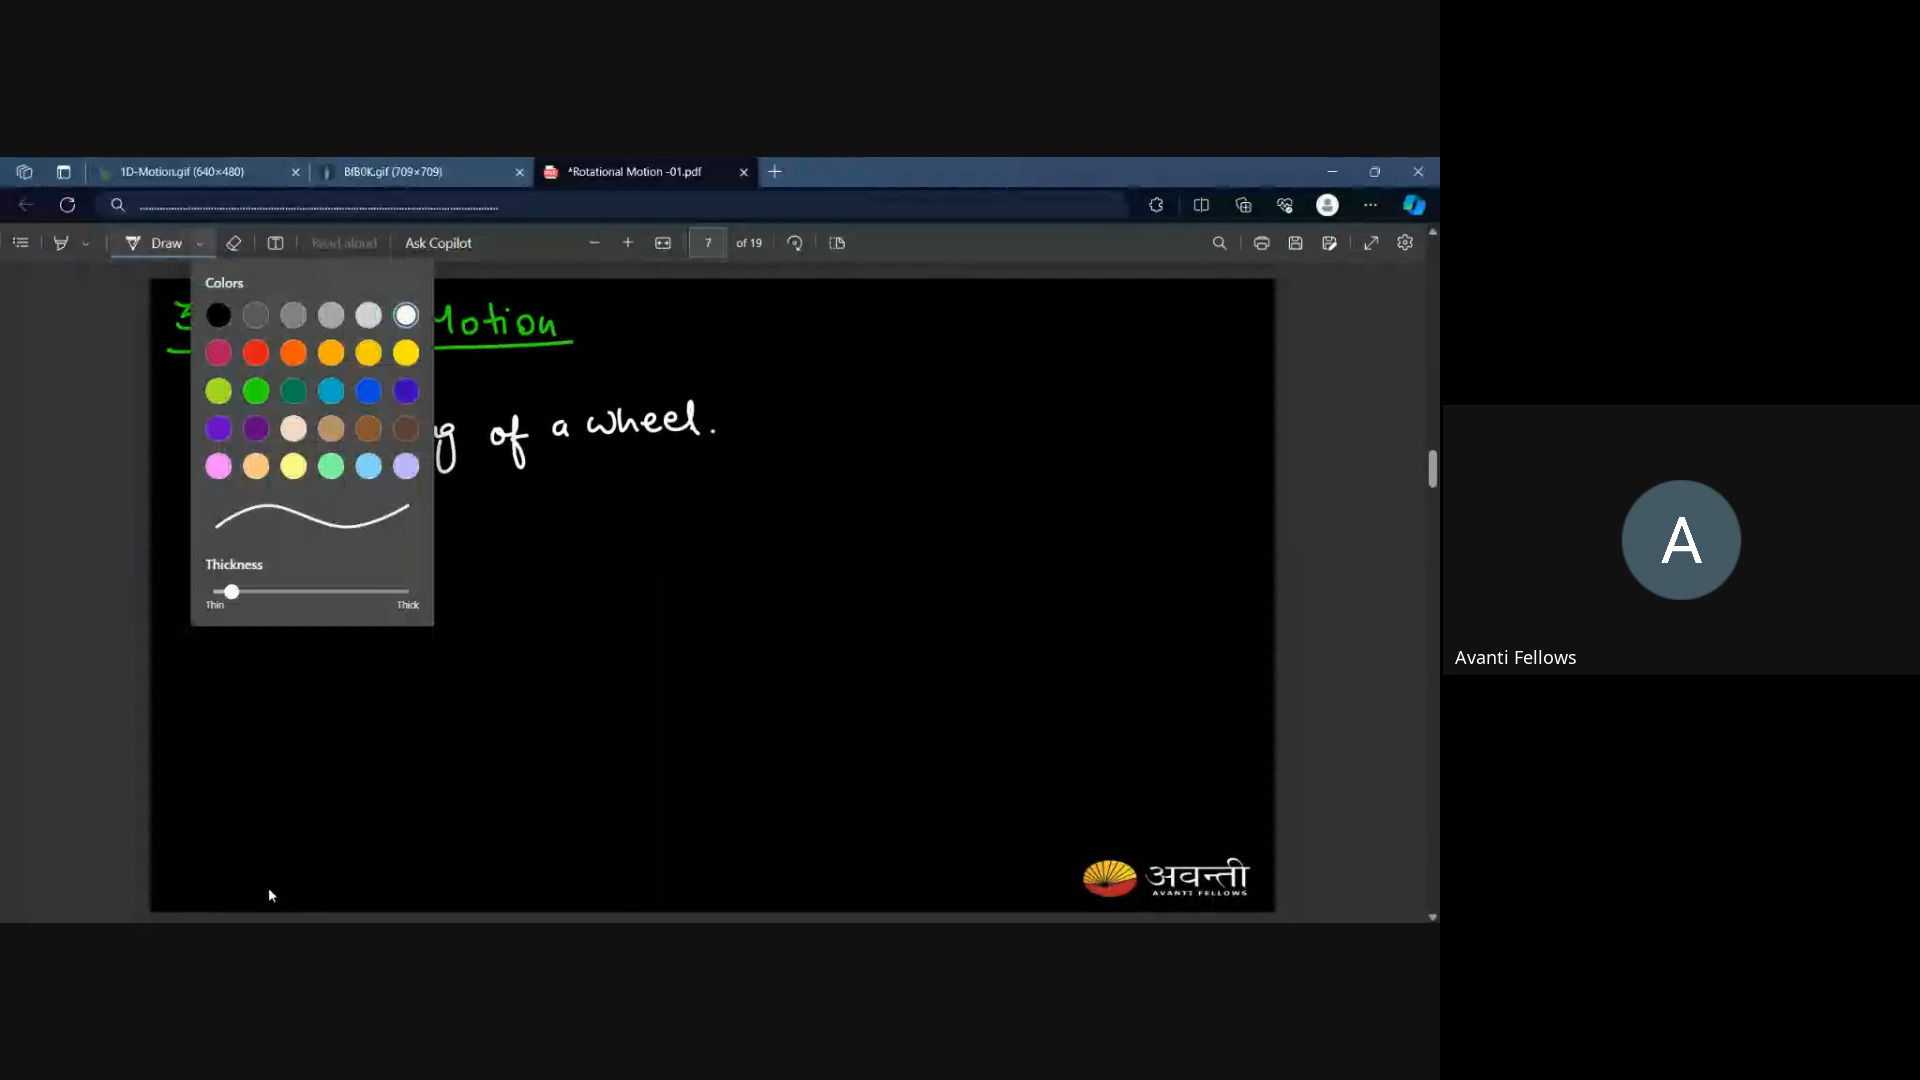 1D-Motion.gif (640×480)
BfB0K.gif (709×709)
*Rotational Motion -01.pdf
Draw
Read aloud
Ask Copilot
7 of 19
Colors
3
Motion
g of a wheel.
Thickness
Thin
Thick
A
Avanti Fellows
अवन्ती
AVANTI FELLOWS